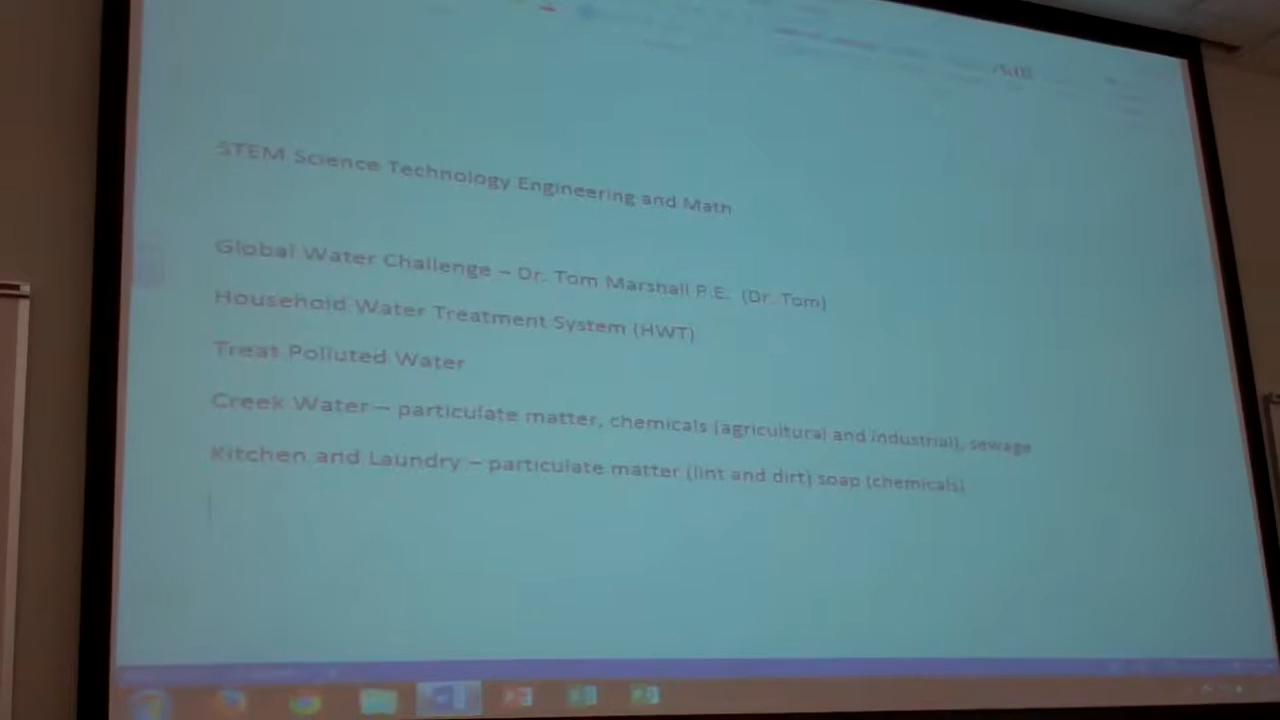 STEM Science Technology Engineering and Math
Global Water Challenge – Dr. Tom Marshall P.E. (Dr. Tom)
Household Water Treatment System (HWT)
Treat Polluted Water
Creek Water – particulate matter, chemicals (agricultural and industrial), sewage
Kitchen and Laundry – particulate matter (lint and dirt) soap (chemicals)